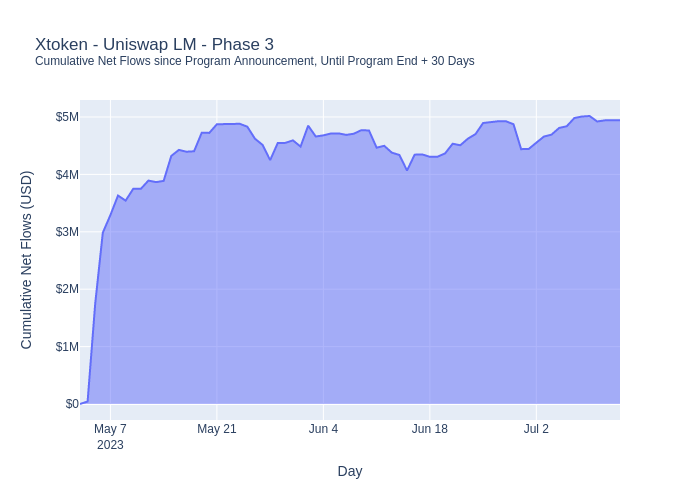 Xtoken - Uniswap LM - Phase 3
Cumulative Net Flows since Program Announcement, Until Program End + 30 Days
Cumulative Net Flows (USD)
$5M
$4M
$3M
$2M
$1M
$0
May 7
2023
May 21
Jun 4
Jun 18
Jul 2
Day